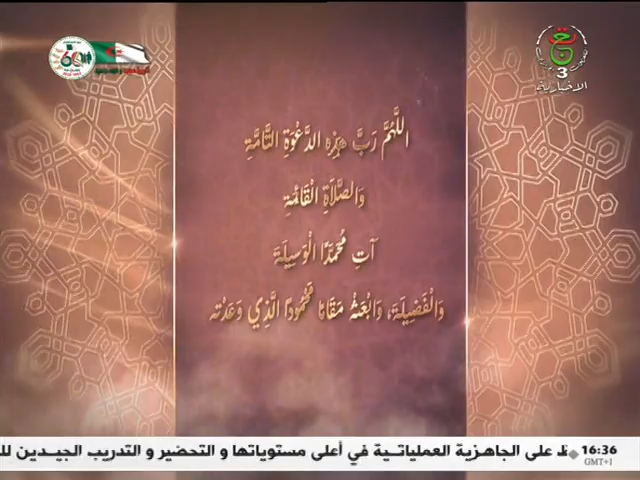 3
الإخبارية
60
اللَّهُمَّ رَبَّ هَذِهِ الدَّعْوَةِ التَّامَّةِ
وَالصَّلَاةِ الْقَائِمَةِ
آتِ مُحَمَّدًا الْوَسِيلَةَ
وَالْفَضِيلَةَ، وَابْعَثْهُ مَقَامًا مَحْمُودًا الَّذِي وَعَدْتَه
على الجاهزية العملياتية في أعلى مستوياتها و التحضير و التدريب الجيدين
16:36
GMT+1